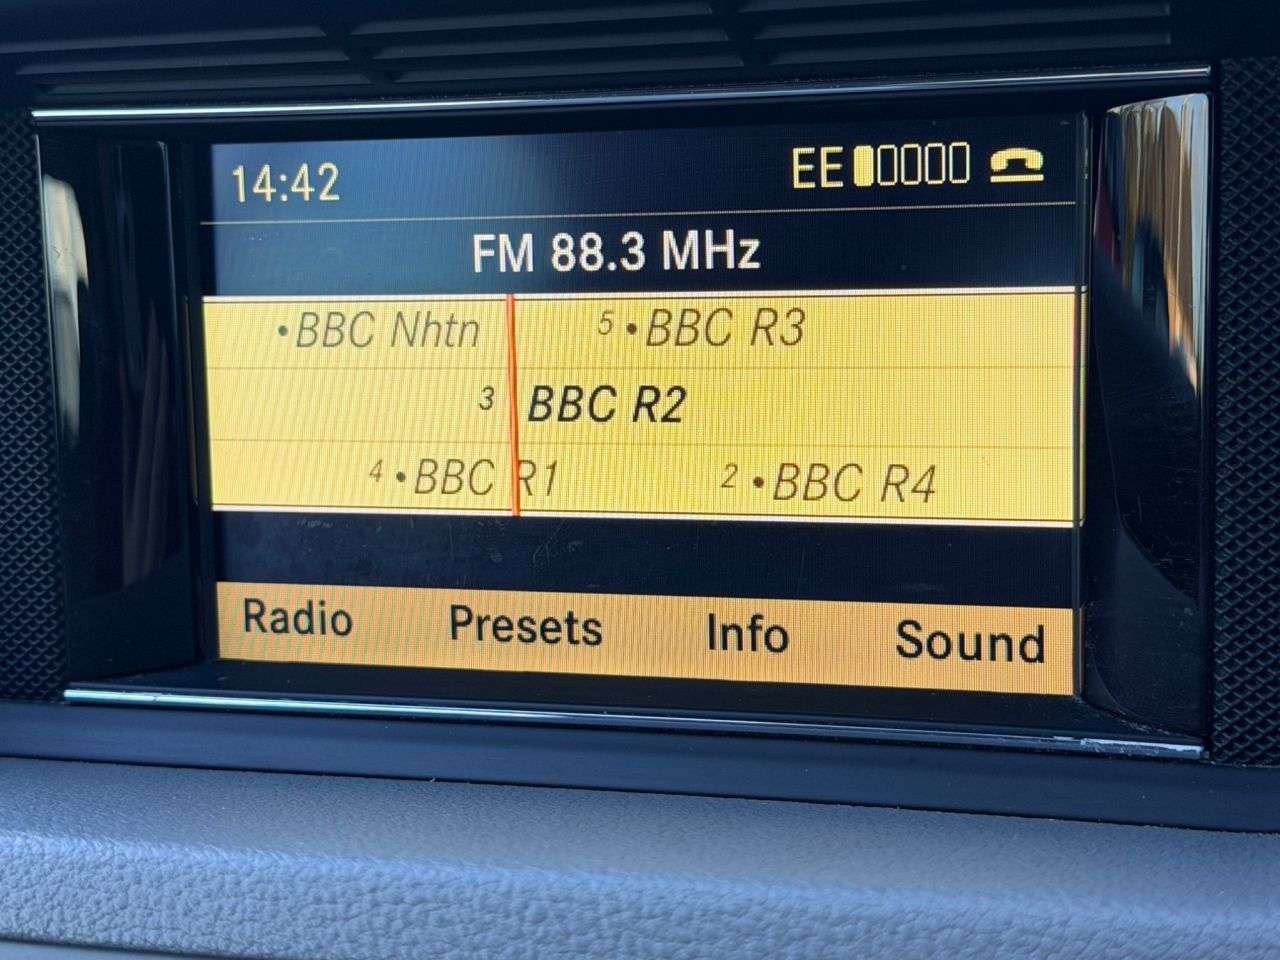 14:42 EE
FM 88.3 MHz
•BBC Nhtn 5 •BBC R3
3 BBC R2
4 •BBC R1 2 •BBC R4
Radio Presets Info Sound